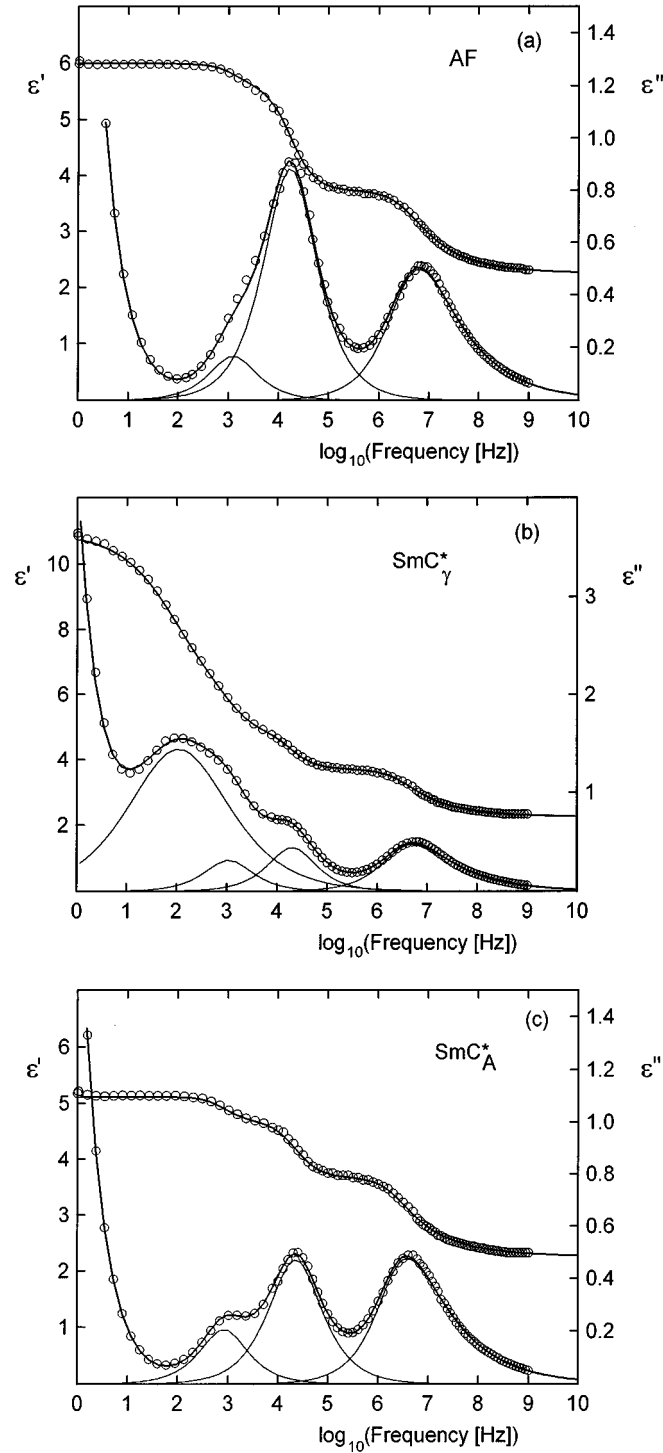 (a)
AF
ε'
ε"
6
5
4
3
2
1
1.4
1.2
1.0
0.8
0.6
0.4
0.2
0 1 2 3 4 5 6 7 8 9 10
log₁₀(Frequency [Hz])
(b)
SmC*γ
ε'
ε"
10
8
6
4
2
3
2
1
0 1 2 3 4 5 6 7 8 9 10
log₁₀(Frequency [Hz])
(c)
SmC*A
ε-
ε"
6
5
4
3
2
1
1.4
1.2
1.0
0.8
0.6
0.4
0.2
0.0
0 1 2 3 4 5 6 7 8 9 10
log₁₀(Frequency [Hz])